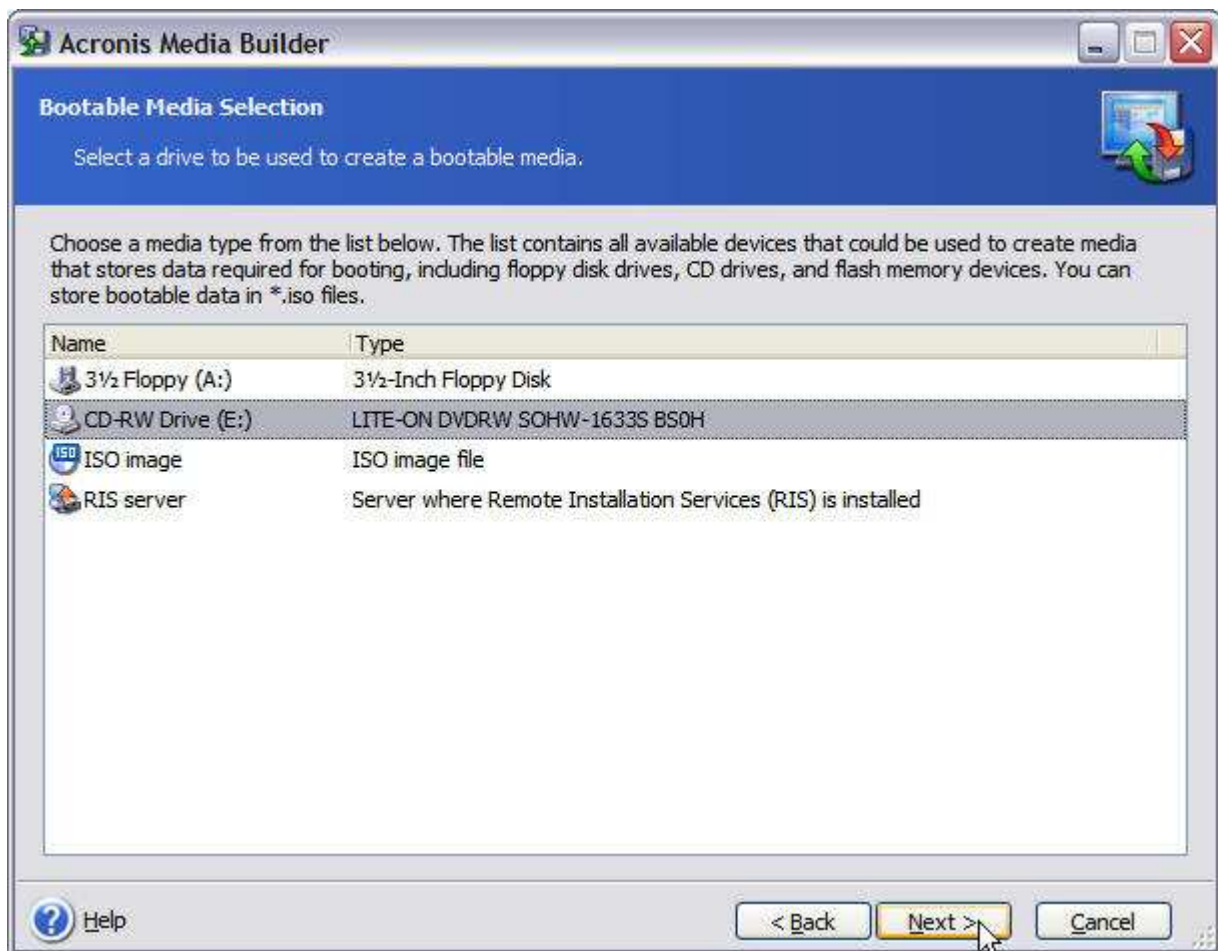 Acronis Media Builder
Bootable Media Selection
Select a drive to be used to create a bootable media.
Choose a media type from the list below. The list contains all available devices that could be used to create media
that stores data required for booting, including floppy disk drives, CD drives, and flash memory devices. You can
store bootable data in *.iso files.
Name Type
3½ Floppy (A:) 3½-Inch Floppy Disk
CD-RW Drive (E:) LITE-ON DVDRW SOHW-1633S BS0H
ISO image ISO image file
RIS server Server where Remote Installation Services (RIS) is installed
Help < Back Next > Cancel